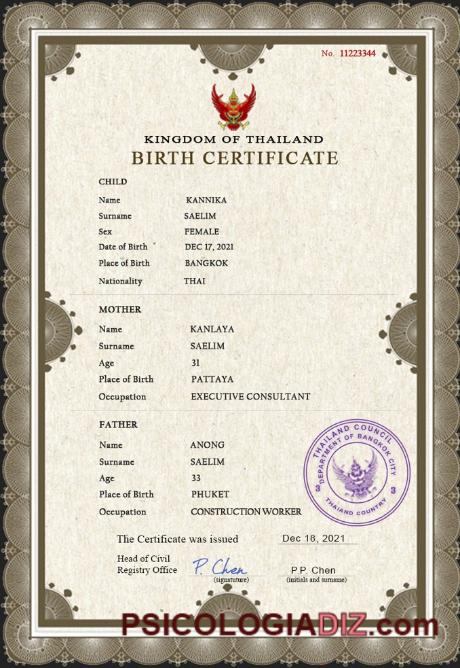 No. 11223344
KINGDOM OF THAILAND
BIRTH CERTIFICATE
CHILD
Name KANNIKA
Surname SAELIM
Sex FEMALE
Date of Birth DEC 17, 2021
Place of Birth BANGKOK
Nationality THAI
MOTHER
Name KANLAYA
Surname SAELIM
Age 31
Place of Birth PATTAYA
Occupation EXECUTIVE CONSULTANT
FATHER
Name ANONG
Surname SAELIM
Age 33
Place of Birth PHUKET
Occupation CONSTRUCTION WORKER
THAILAND COUNCIL
DEPARTMENT OF BANGKOK CITY
THAIAND COUNTRY
The Certificate was issued Dec 18, 2021
Head of Civil
Registry Office P. Chen P.P. Chen
(signuturure) (initials and surname)
PSICOLOGIADIZ.com